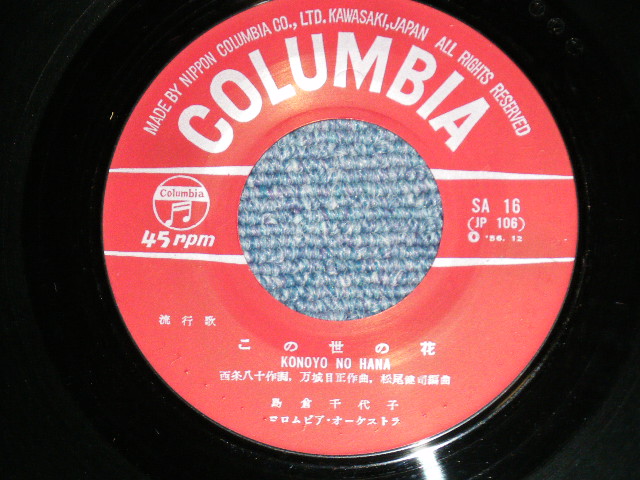 MADE BY NIPPON COLUMBIA CO., LTD. KAWASAKI, JAPAN ALL RIGHTS RESERVED
COLUMBIA
Columbia
45 rpm
SA 16
(JP 106)
Ⓟ '56. 12
流行歌
この世の花
KONOYO NO HANA
西条八十作詞, 万城目正作曲, 松尾健司編曲
島倉千代子
コロムビア・オーケストラ